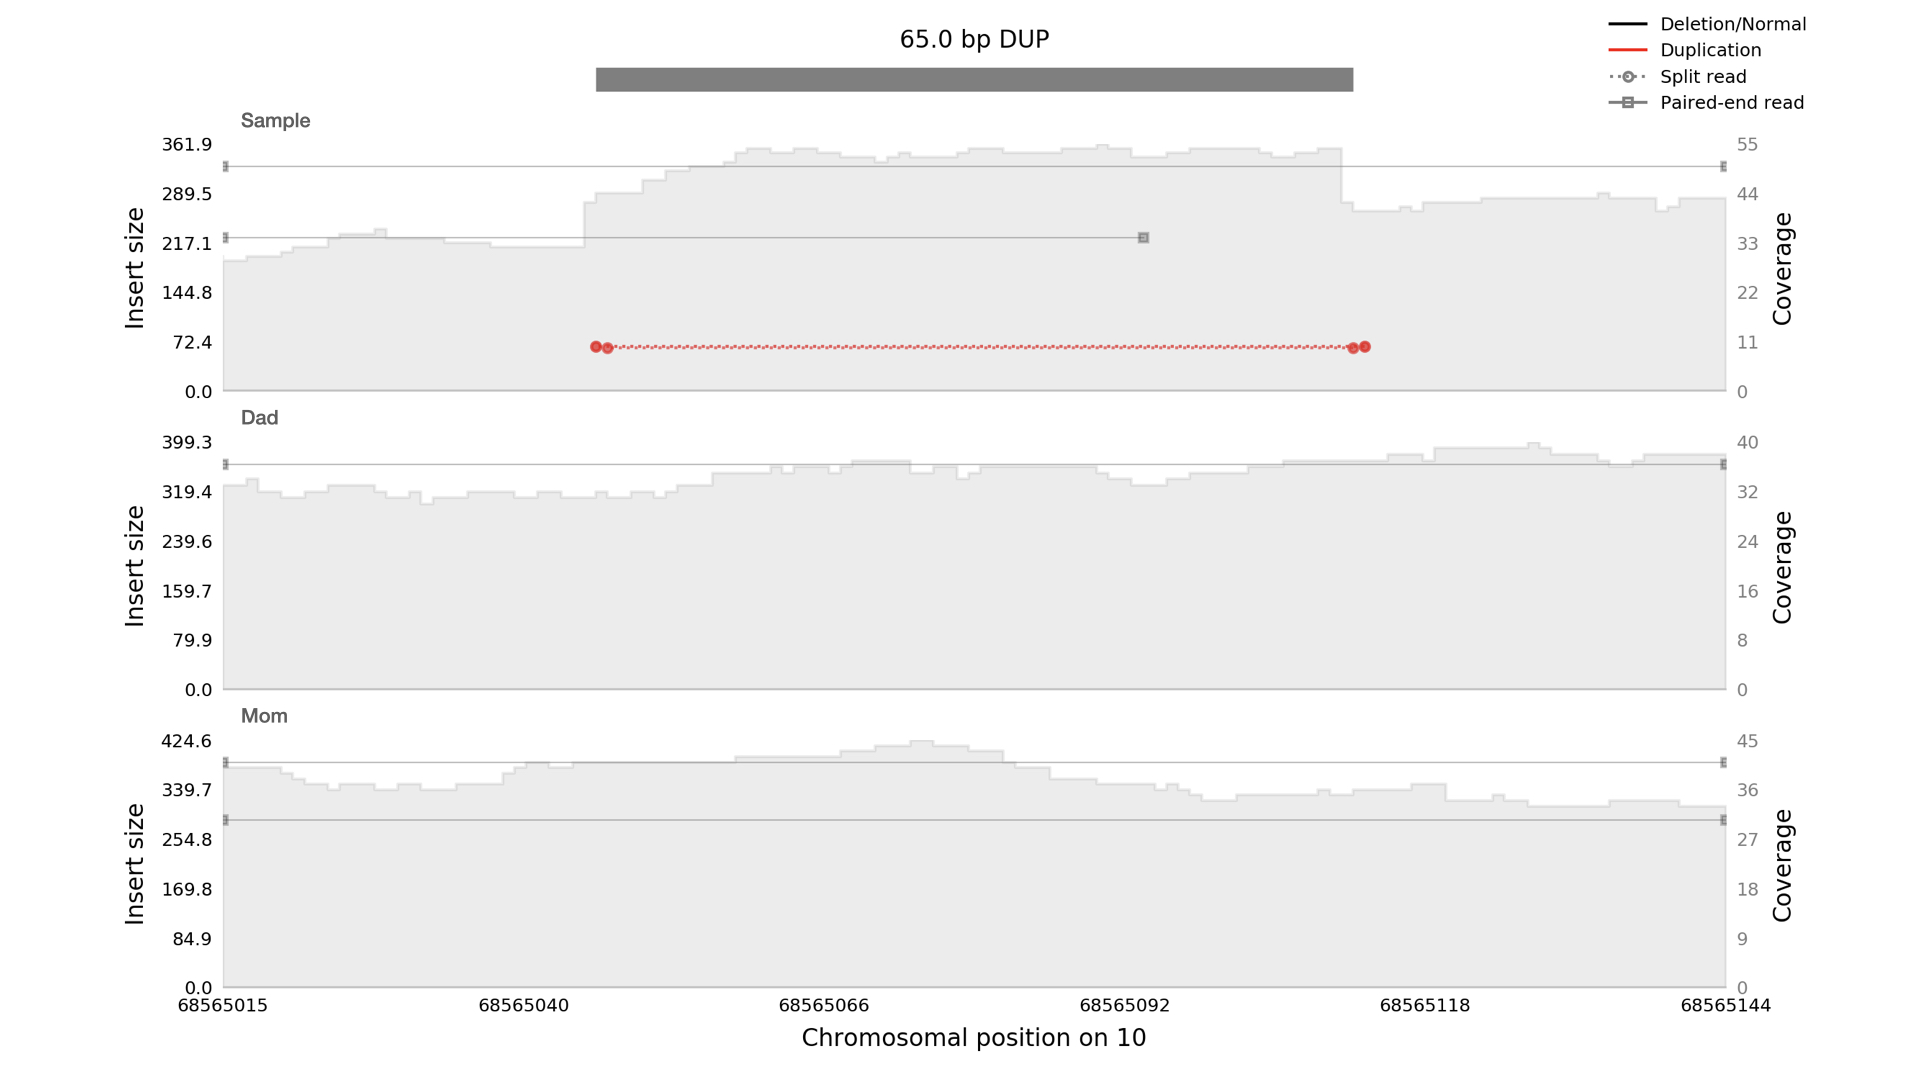 65.0 bp DUP
Deletion/Normal
Duplication
Split read
Paired-end read
Sample
361.9
289.5
217.1
144.8
72.4
0.0
Insert size
55
44
33
22
11
0
Coverage
Dad
399.3
319.4
239.6
159.7
79.9
0.0
Insert size
40
32
24
16
8
0
Coverage
Mom
424.6
339.7
254.8
169.8
84.9
0.0
Insert size
45
36
27
18
9
0
Coverage
68565015 68565040 68565066 68565092 68565118 68565144
Chromosomal position on 10